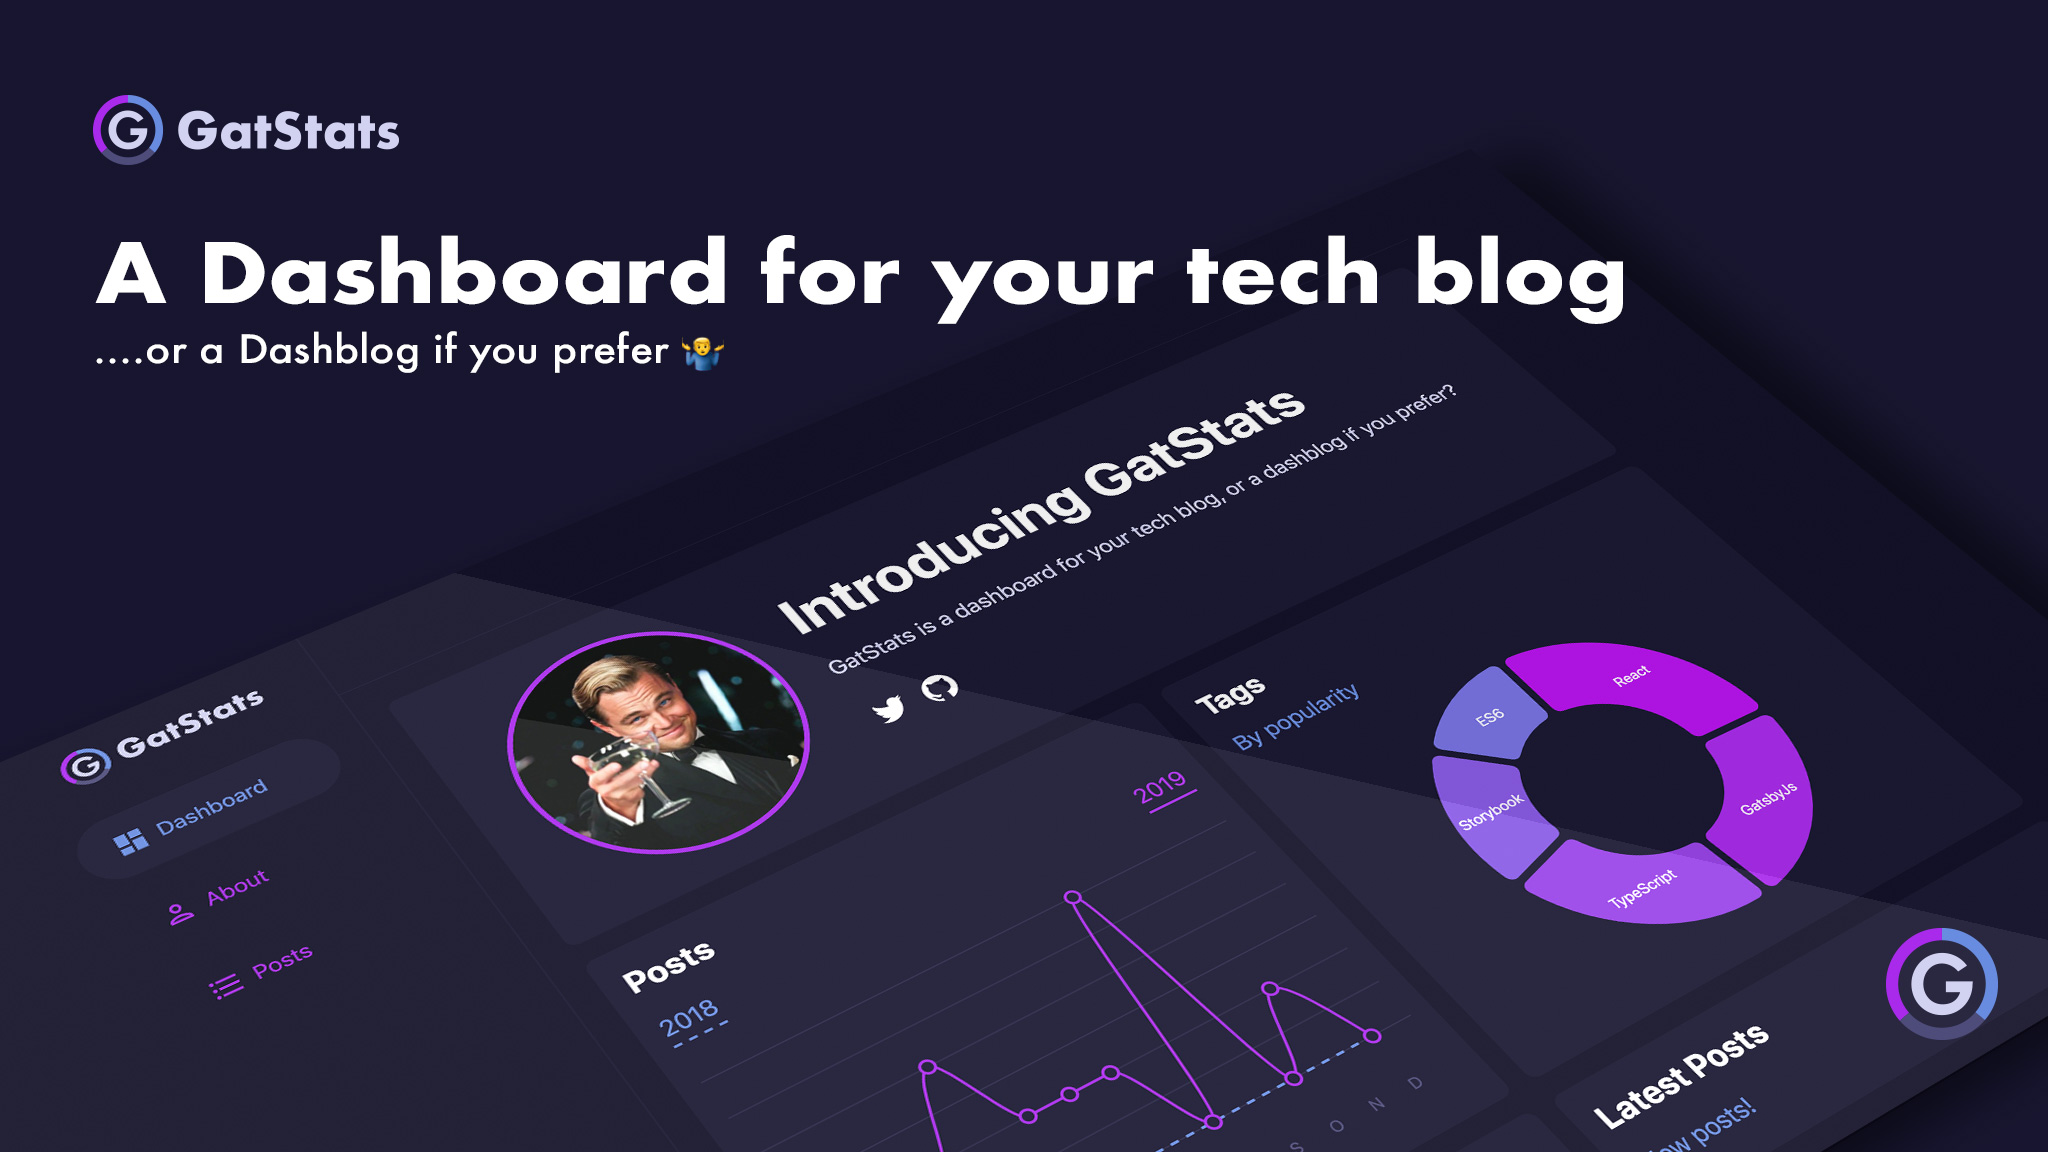 G GatStats
A Dashboard for your tech blog
....or a Dashblog if you prefer 🤷‍♂️
Introducing GatStats
GatStats is a dashboard for your tech blog, or a dashblog if you prefer?
G GatStats
Dashboard
About
Posts
Tags
By popularity
React
ES6
GatsbyJs
Storybook
TypeScript
2019
Posts
2018
S O N D
G
Latest Posts
posts!